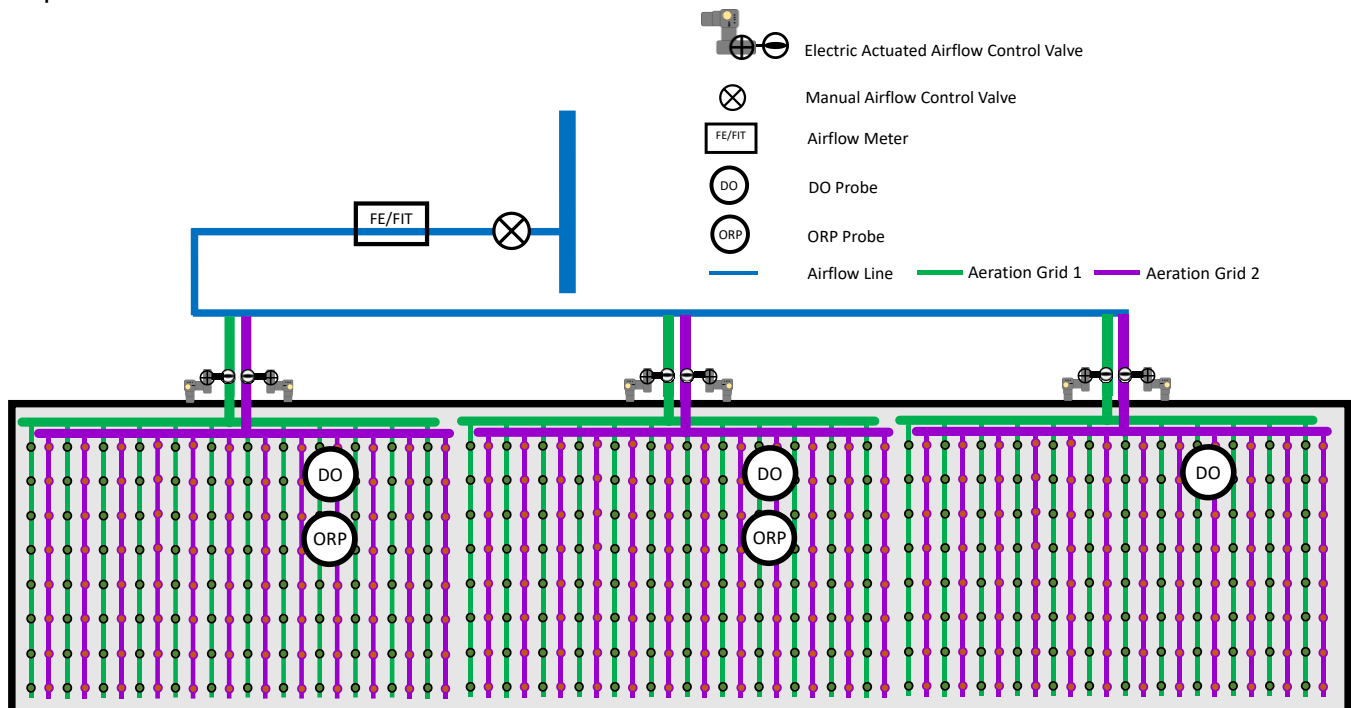 Electric Actuated Airflow Control Valve
Manual Airflow Control Valve
FE/FIT
Airflow Meter
DO
DO Probe
ORP
ORP Probe
Airflow Line
Aeration Grid 1
Aeration Grid 2
FE/FIT
DO
DO
DO
ORP
ORP